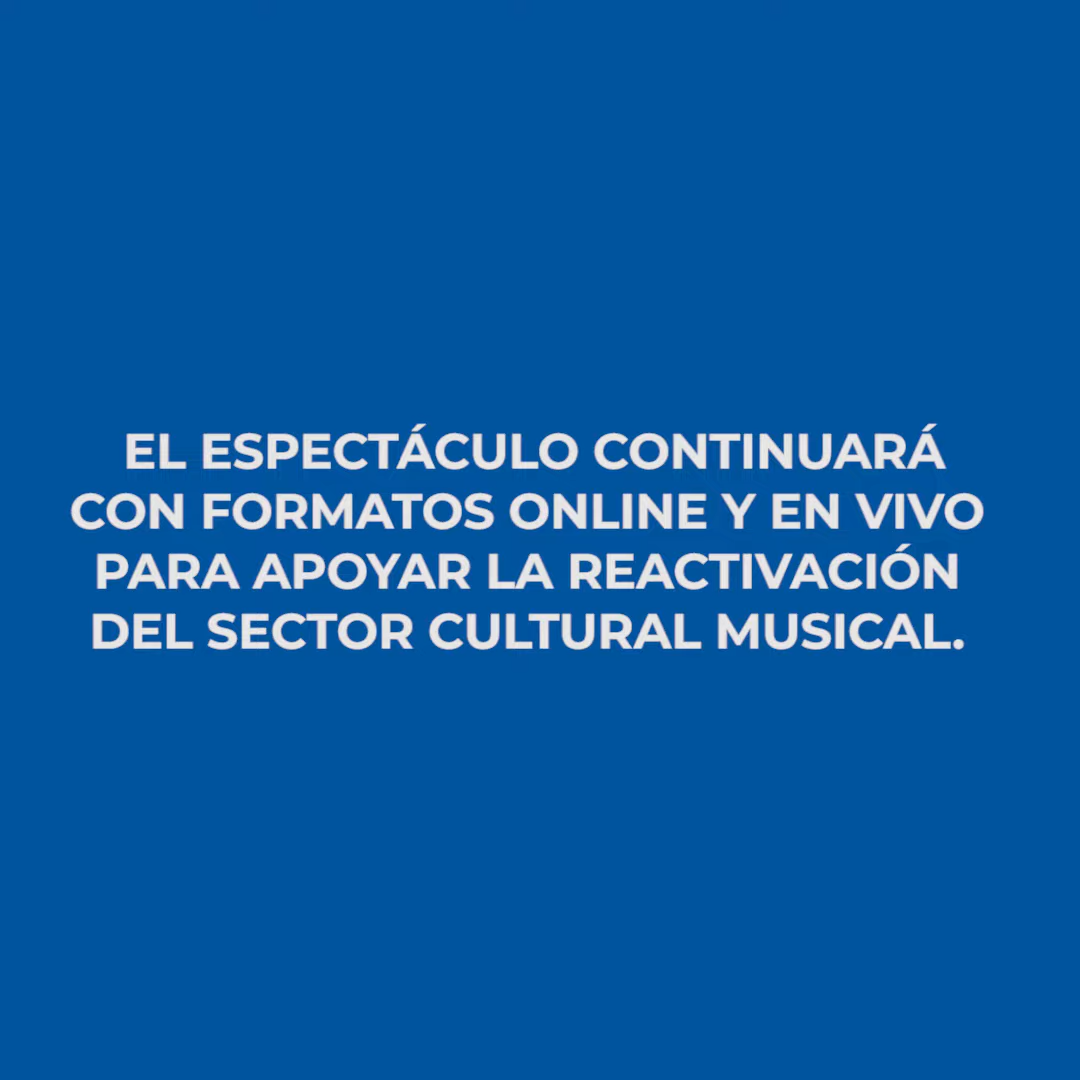 EL ESPECTÁCULO CONTINUARÁ
CON FORMATOS ONLINE Y EN VIVO
PARA APOYAR LA REACTIVACIÓN
DEL SECTOR CULTURAL MUSICAL.